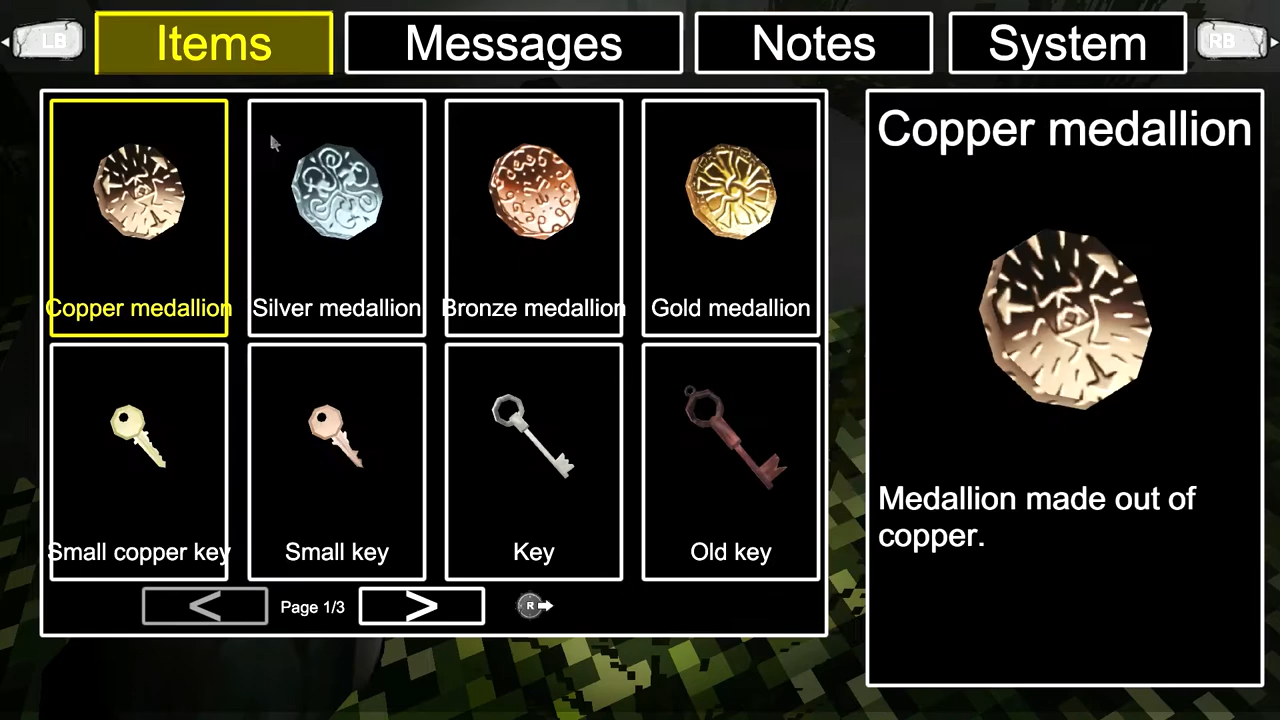 LB
Items
Messages
Notes
System
RB
Copper medallion
Silver medallion
Bronze medallion
Gold medallion
Small copper key
Small key
Key
Old key
<
Page 1/3
>
R
Copper medallion
Medallion made out of
copper.